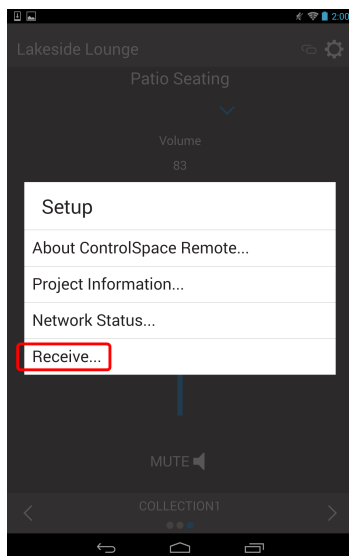 2:00
Lakeside Lounge
Patio Seating
Volume
83
Setup
About ControlSpace Remote...
Project Information...
Network Status...
Receive...
MUTE
COLLECTION1